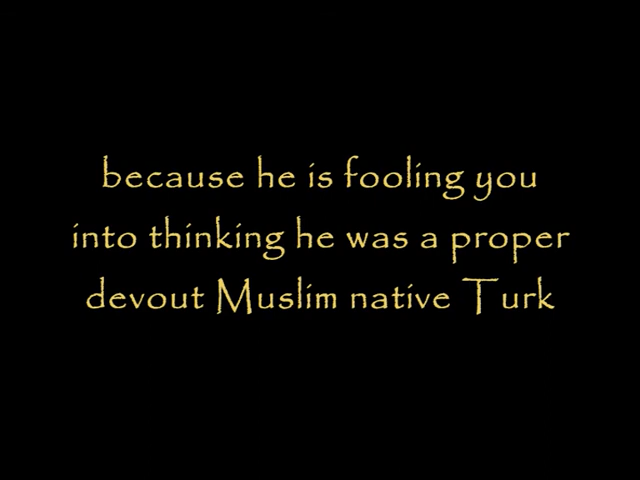 because he is fooling you
into thinking he was a proper
devout Muslim native Turk